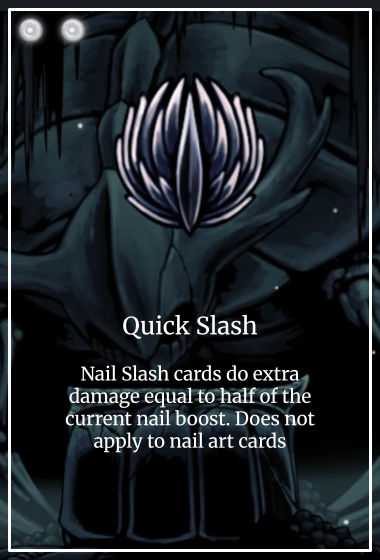 Quick Slash
Nail Slash cards do extra
damage equal to half of the
current nail boost. Does not
apply to nail art cards